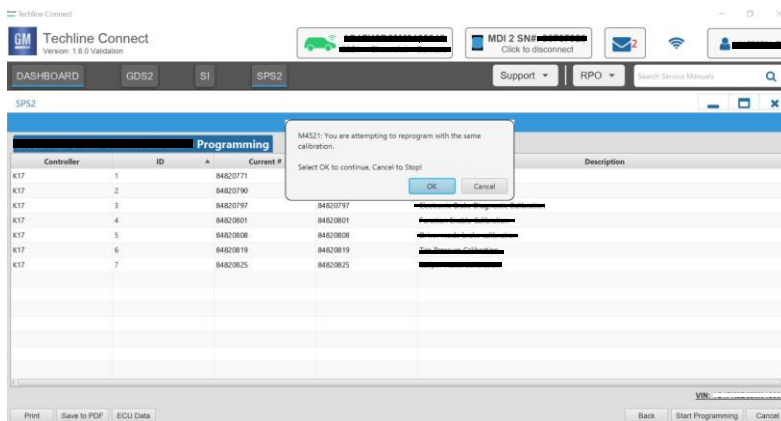 Techline Connect
GM Techline Connect
Version: 1.6.0 Validation
MDI 2 SN#:
Click to disconnect
2
DASHBOARD GDS2 SI SPS2 Support RPO Search Service Manuals
SPS2
Programming
M4521: You are attempting to reprogram with the same
calibration.
Select OK to continue, Cancel to Stop!
OK Cancel
Controller ID Current # Description
K17 1 84820771
K17 2 84820790
K17 3 84820797 84820797
K17 4 84820801 84820801
K17 5 84820808 84820808
K17 6 84820819 84820819
K17 7 84820825 84820825
VIN:
Print Save to PDF ECU Data Back Start Programming Cancel